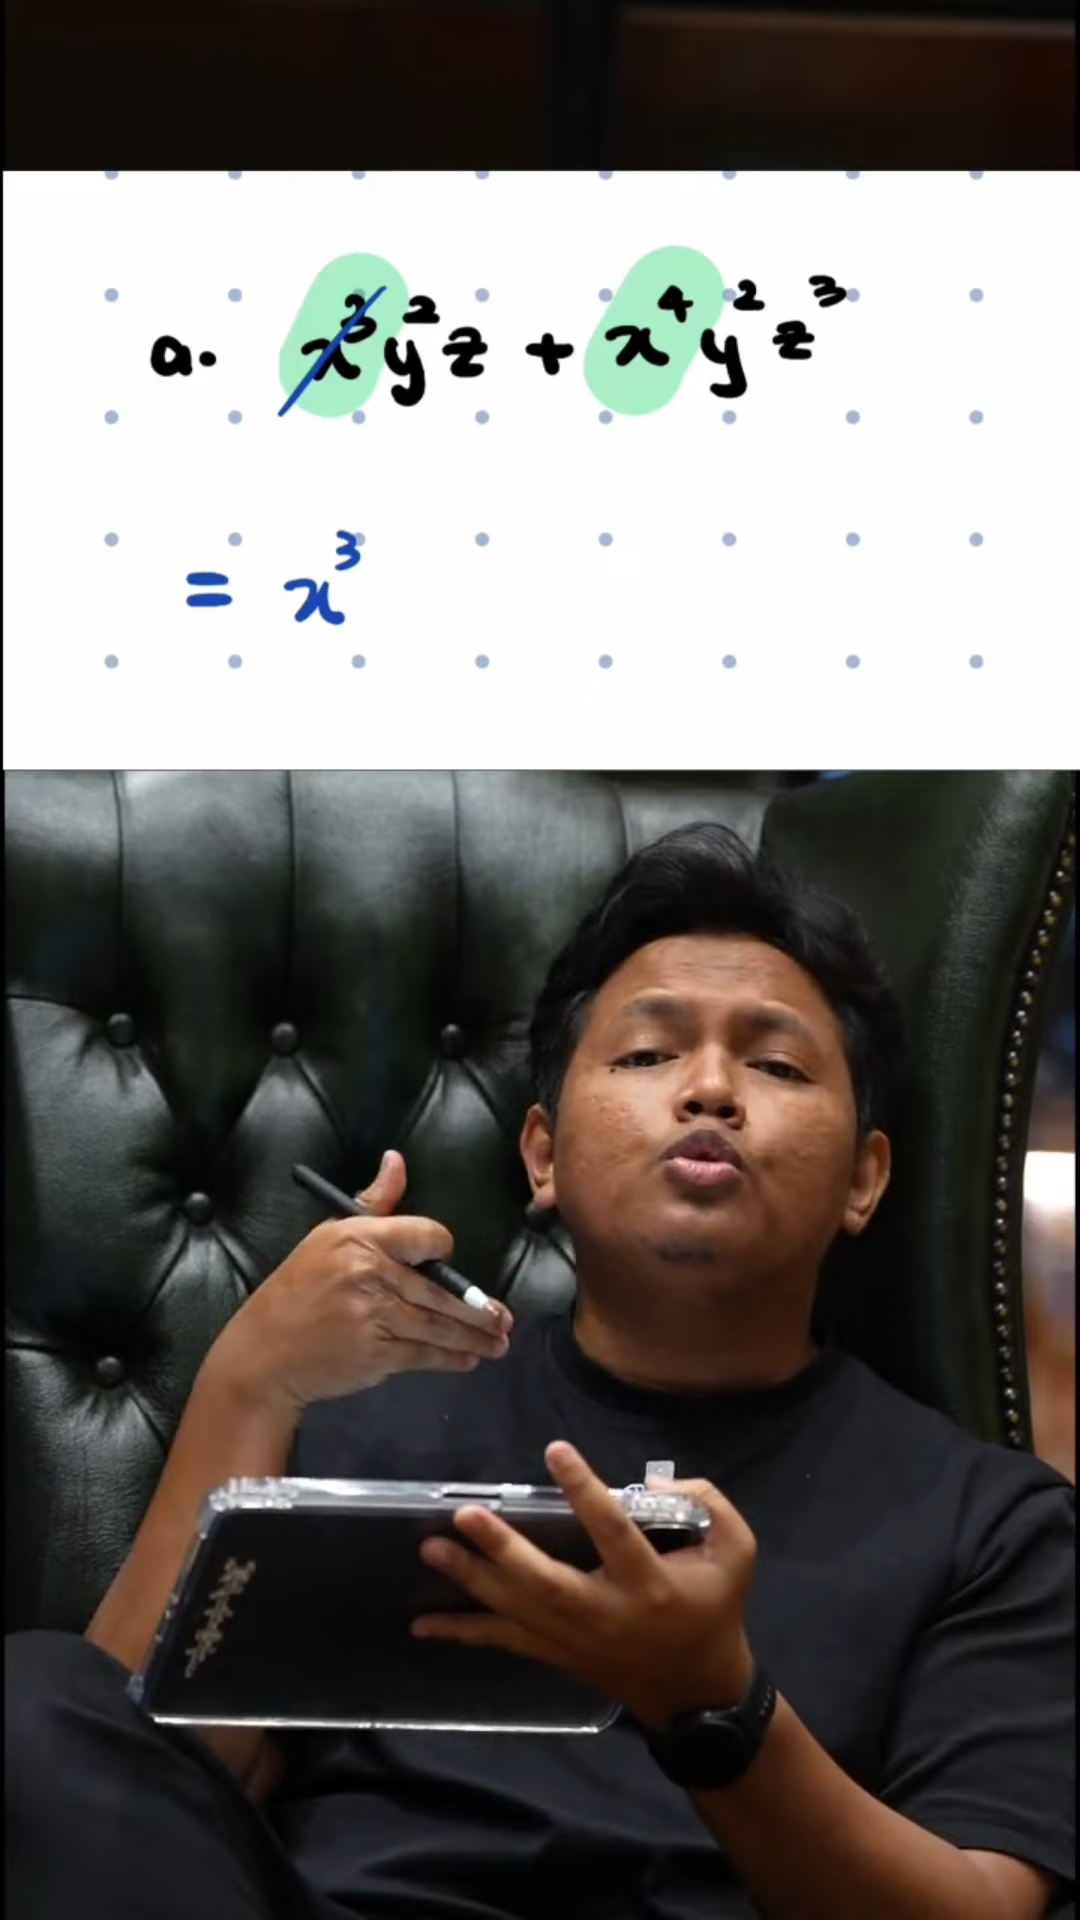 a. x³y²z + x⁴y²z³
= x³